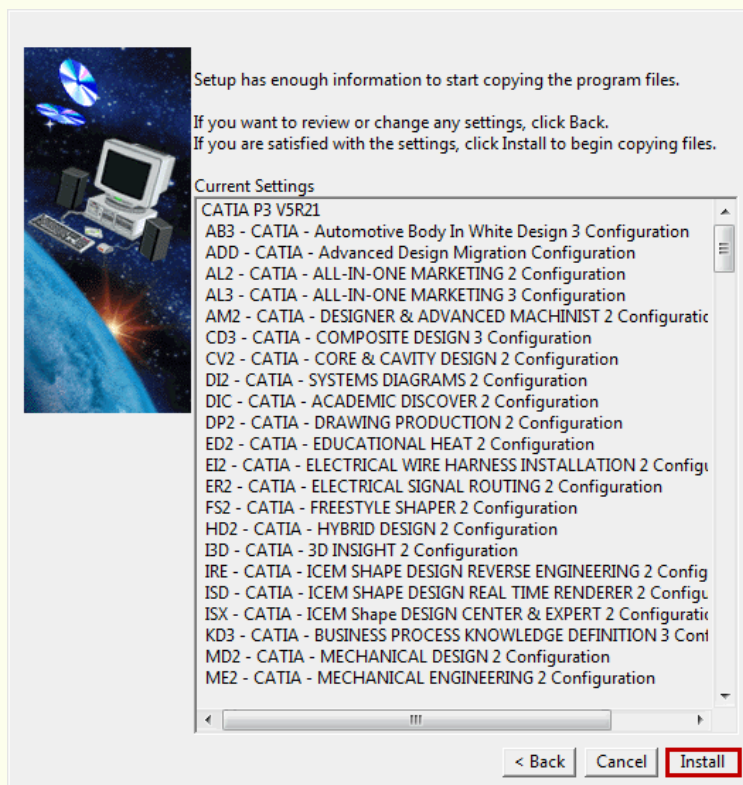 Setup has enough information to start copying the program files.
If you want to review or change any settings, click Back.
If you are satisfied with the settings, click Install to begin copying files.
Current Settings
CATIA P3 V5R21
AB3 - CATIA - Automotive Body In White Design 3 Configuration
ADD - CATIA - Advanced Design Migration Configuration
AL2 - CATIA - ALL-IN-ONE MARKETING 2 Configuration
AL3 - CATIA - ALL-IN-ONE MARKETING 3 Configuration
AM2 - CATIA - DESIGNER & ADVANCED MACHINIST 2 Configuratic
CD3 - CATIA - COMPOSITE DESIGN 3 Configuration
CV2 - CATIA - CORE & CAVITY DESIGN 2 Configuration
DI2 - CATIA - SYSTEMS DIAGRAMS 2 Configuration
DIC - CATIA - ACADEMIC DISCOVER 2 Configuration
DP2 - CATIA - DRAWING PRODUCTION 2 Configuration
ED2 - CATIA - EDUCATIONAL HEAT 2 Configuration
EI2 - CATIA - ELECTRICAL WIRE HARNESS INSTALLATION 2 Configu
ER2 - CATIA - ELECTRICAL SIGNAL ROUTING 2 Configuration
FS2 - CATIA - FREESTYLE SHAPER 2 Configuration
HD2 - CATIA - HYBRID DESIGN 2 Configuration
I3D - CATIA - 3D INSIGHT 2 Configuration
IRE - CATIA - ICEM SHAPE DESIGN REVERSE ENGINEERING 2 Config
ISD - CATIA - ICEM SHAPE DESIGN REAL TIME RENDERER 2 Configu
ISX - CATIA - ICEM Shape DESIGN CENTER & EXPERT 2 Configuratic
KD3 - CATIA - BUSINESS PROCESS KNOWLEDGE DEFINITION 3 Conf
MD2 - CATIA - MECHANICAL DESIGN 2 Configuration
ME2 - CATIA - MECHANICAL ENGINEERING 2 Configuration
< Back Cancel Install